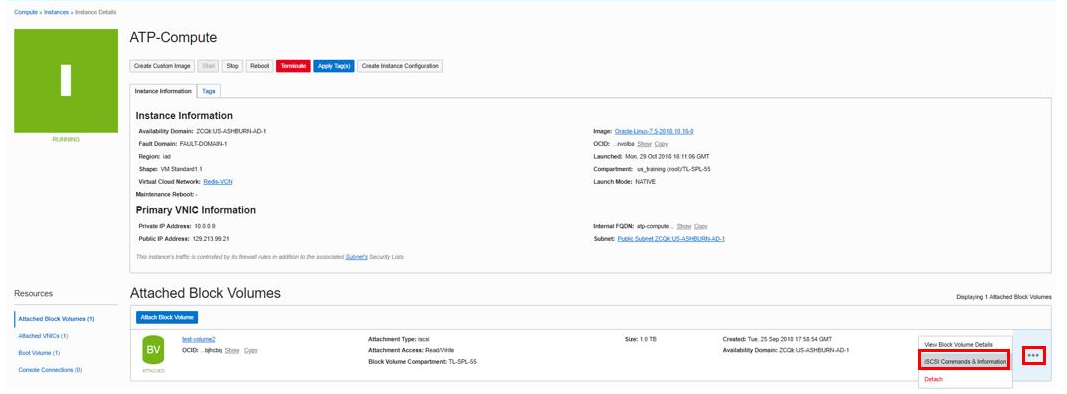 Compute » Instances » Instance Details
I
RUNNING
ATP-Compute
Create Custom Image Start Stop Reboot Terminate Apply Tag(s) Create Instance Configuration
Instance Information Tags
Instance Information
Availability Domain: ZCQk:US-ASHBURN-AD-1
Fault Domain: FAULT-DOMAIN-1
Region: iad
Shape: VM.Standard1.1
Virtual Cloud Network: Redis-VCN
Maintenance Reboot: -
Image: Oracle-Linux-7.5-2018.10.16-0
OCID: ...rvvolba Show Copy
Launched: Mon, 29 Oct 2018 16:11:06 GMT
Compartment: us_training (root)/TL-SPL-55
Launch Mode: NATIVE
Primary VNIC Information
Private IP Address: 10.0.0.9
Public IP Address: 129.213.99.21
Internal FQDN: atp-compute... Show Copy
Subnet: Public Subnet ZCQk:US-ASHBURN-AD-1
This instance's traffic is controlled by its firewall rules in addition to the associated Subnet's Security Lists.
Resources
Attached Block Volumes (1)
Attached VNICs (1)
Boot Volume (1)
Console Connections (0)
Attached Block Volumes
Displaying 1 Attached Block Volumes
Attach Block Volume
BV
ATTACHED
test-volume2
OCID: ...bjhcbq Show Copy
Attachment Type: iscsi
Attachment Access: Read/Write
Block Volume Compartment: TL-SPL-55
Size: 1.0 TB
Created: Tue, 25 Sep 2018 17:58:54 GMT
Availability Domain: ZCQk:US-ASHBURN-AD-1
View Block Volume Details
iSCSI Commands & Information
Detach